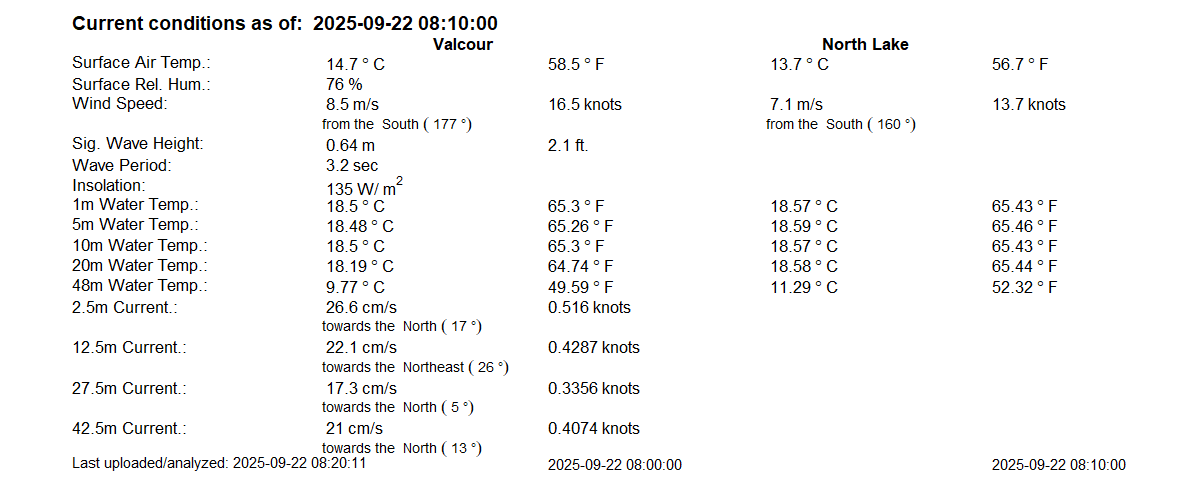 Current conditions as of: 2025-09-22 08:10:00
Valcour North Lake
Surface Air Temp.: 14.7 ° C 58.5 ° F 13.7 ° C 56.7 ° F
Surface Rel. Hum.: 76 %
Wind Speed: 8.5 m/s 16.5 knots 7.1 m/s 13.7 knots
from the South ( 177 °) from the South ( 160 °)
Sig. Wave Height: 0.64 m 2.1 ft.
Wave Period: 3.2 sec
Insolation: 135 W/ m2
1m Water Temp.: 18.5 ° C 65.3 ° F 18.57 ° C 65.43 ° F
5m Water Temp.: 18.48 ° C 65.26 ° F 18.59 ° C 65.46 ° F
10m Water Temp.: 18.5 ° C 65.3 ° F 18.57 ° C 65.43 ° F
20m Water Temp.: 18.19 ° C 64.74 ° F 18.58 ° C 65.44 ° F
48m Water Temp.: 9.77 ° C 49.59 ° F 11.29 ° C 52.32 ° F
2.5m Current.: 26.6 cm/s 0.516 knots
towards the North ( 17 °)
12.5m Current.: 22.1 cm/s 0.4287 knots
towards the Northeast ( 26 °)
27.5m Current.: 17.3 cm/s 0.3356 knots
towards the North ( 5 °)
42.5m Current.: 21 cm/s 0.4074 knots
towards the North ( 13 °)
Last uploaded/analyzed: 2025-09-22 08:20:11 2025-09-22 08:00:00 2025-09-22 08:10:00